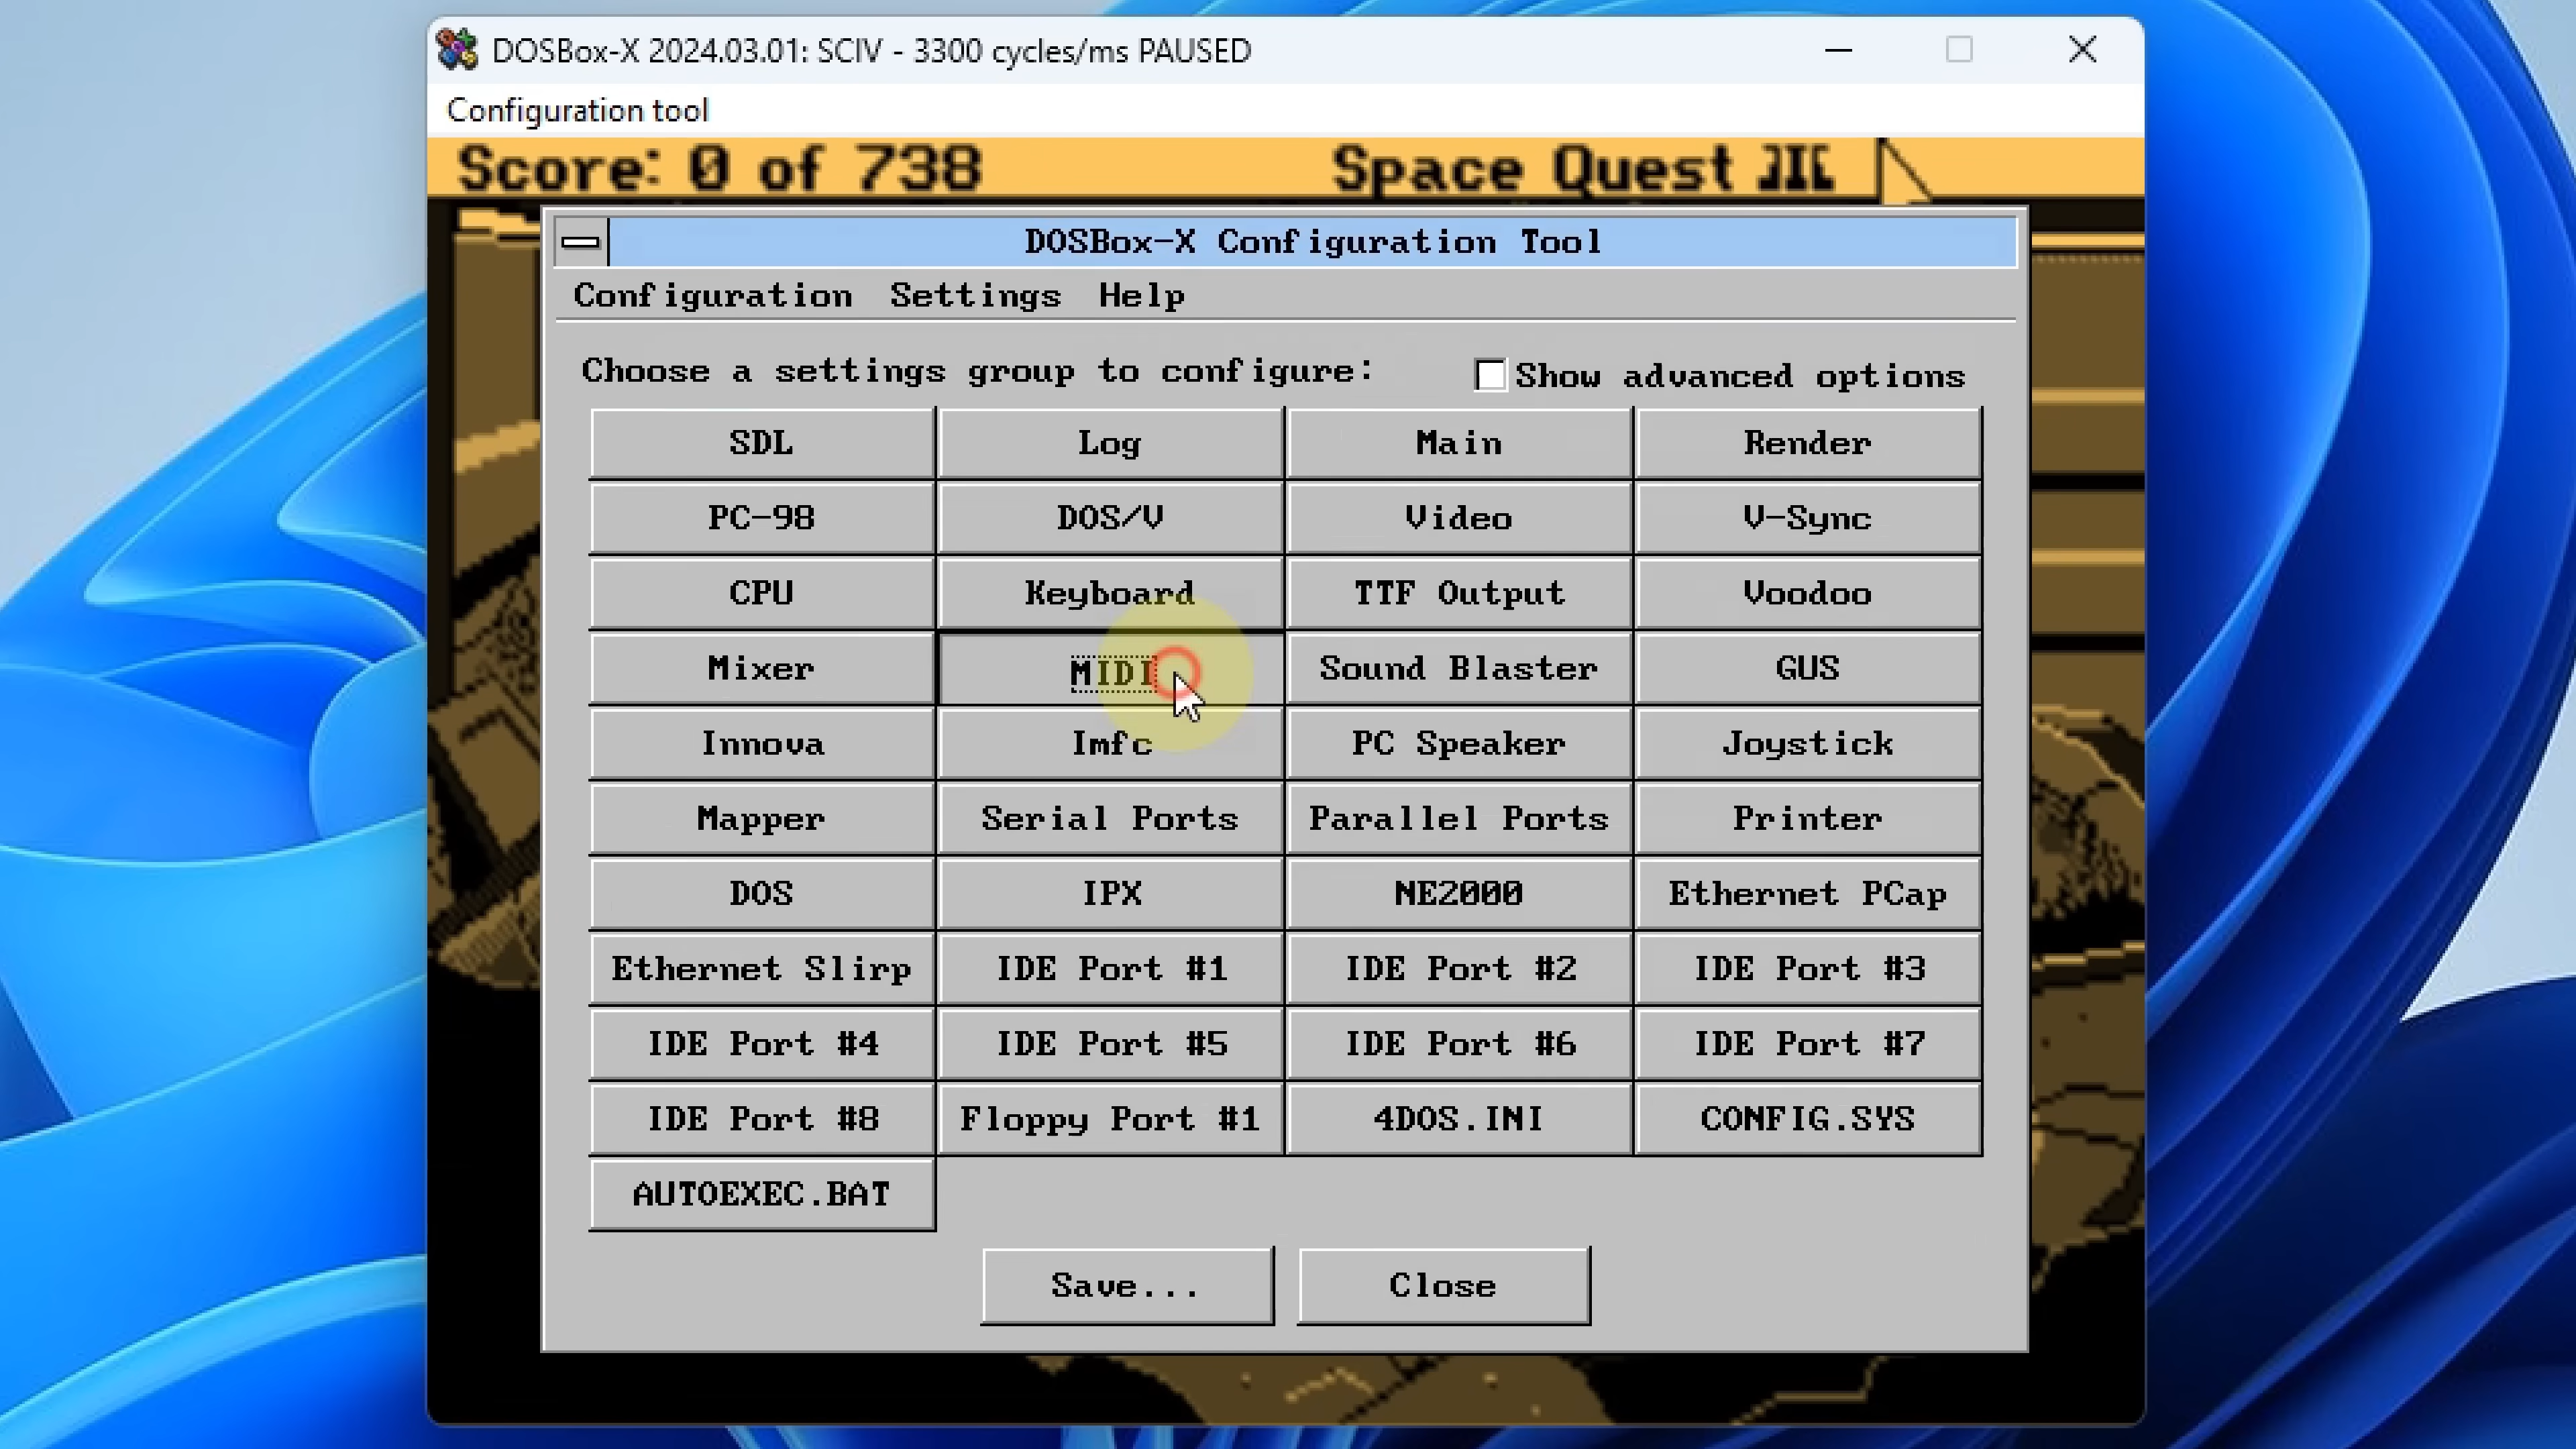 DOSBox-X 2024.03.01: SCIV - 3300 cycles/ms PAUSED
Configuration tool
Score: 0 of 738 Space Quest III
DOSBox-X Configuration Tool
Configuration Settings Help
Choose a settings group to configure: Show advanced options
SDL Log Main Render
PC-98 DOS/V Video V-Sync
CPU Keyboard TTF Output Voodoo
Mixer MIDI Sound Blaster GUS
Innova Imfc PC Speaker Joystick
Mapper Serial Ports Parallel Ports Printer
DOS IPX NE2000 Ethernet PCap
Ethernet Slirp IDE Port #1 IDE Port #2 IDE Port #3
IDE Port #4 IDE Port #5 IDE Port #6 IDE Port #7
IDE Port #8 Floppy Port #1 4DOS.INI CONFIG.SYS
AUTOEXEC.BAT
Save... Close